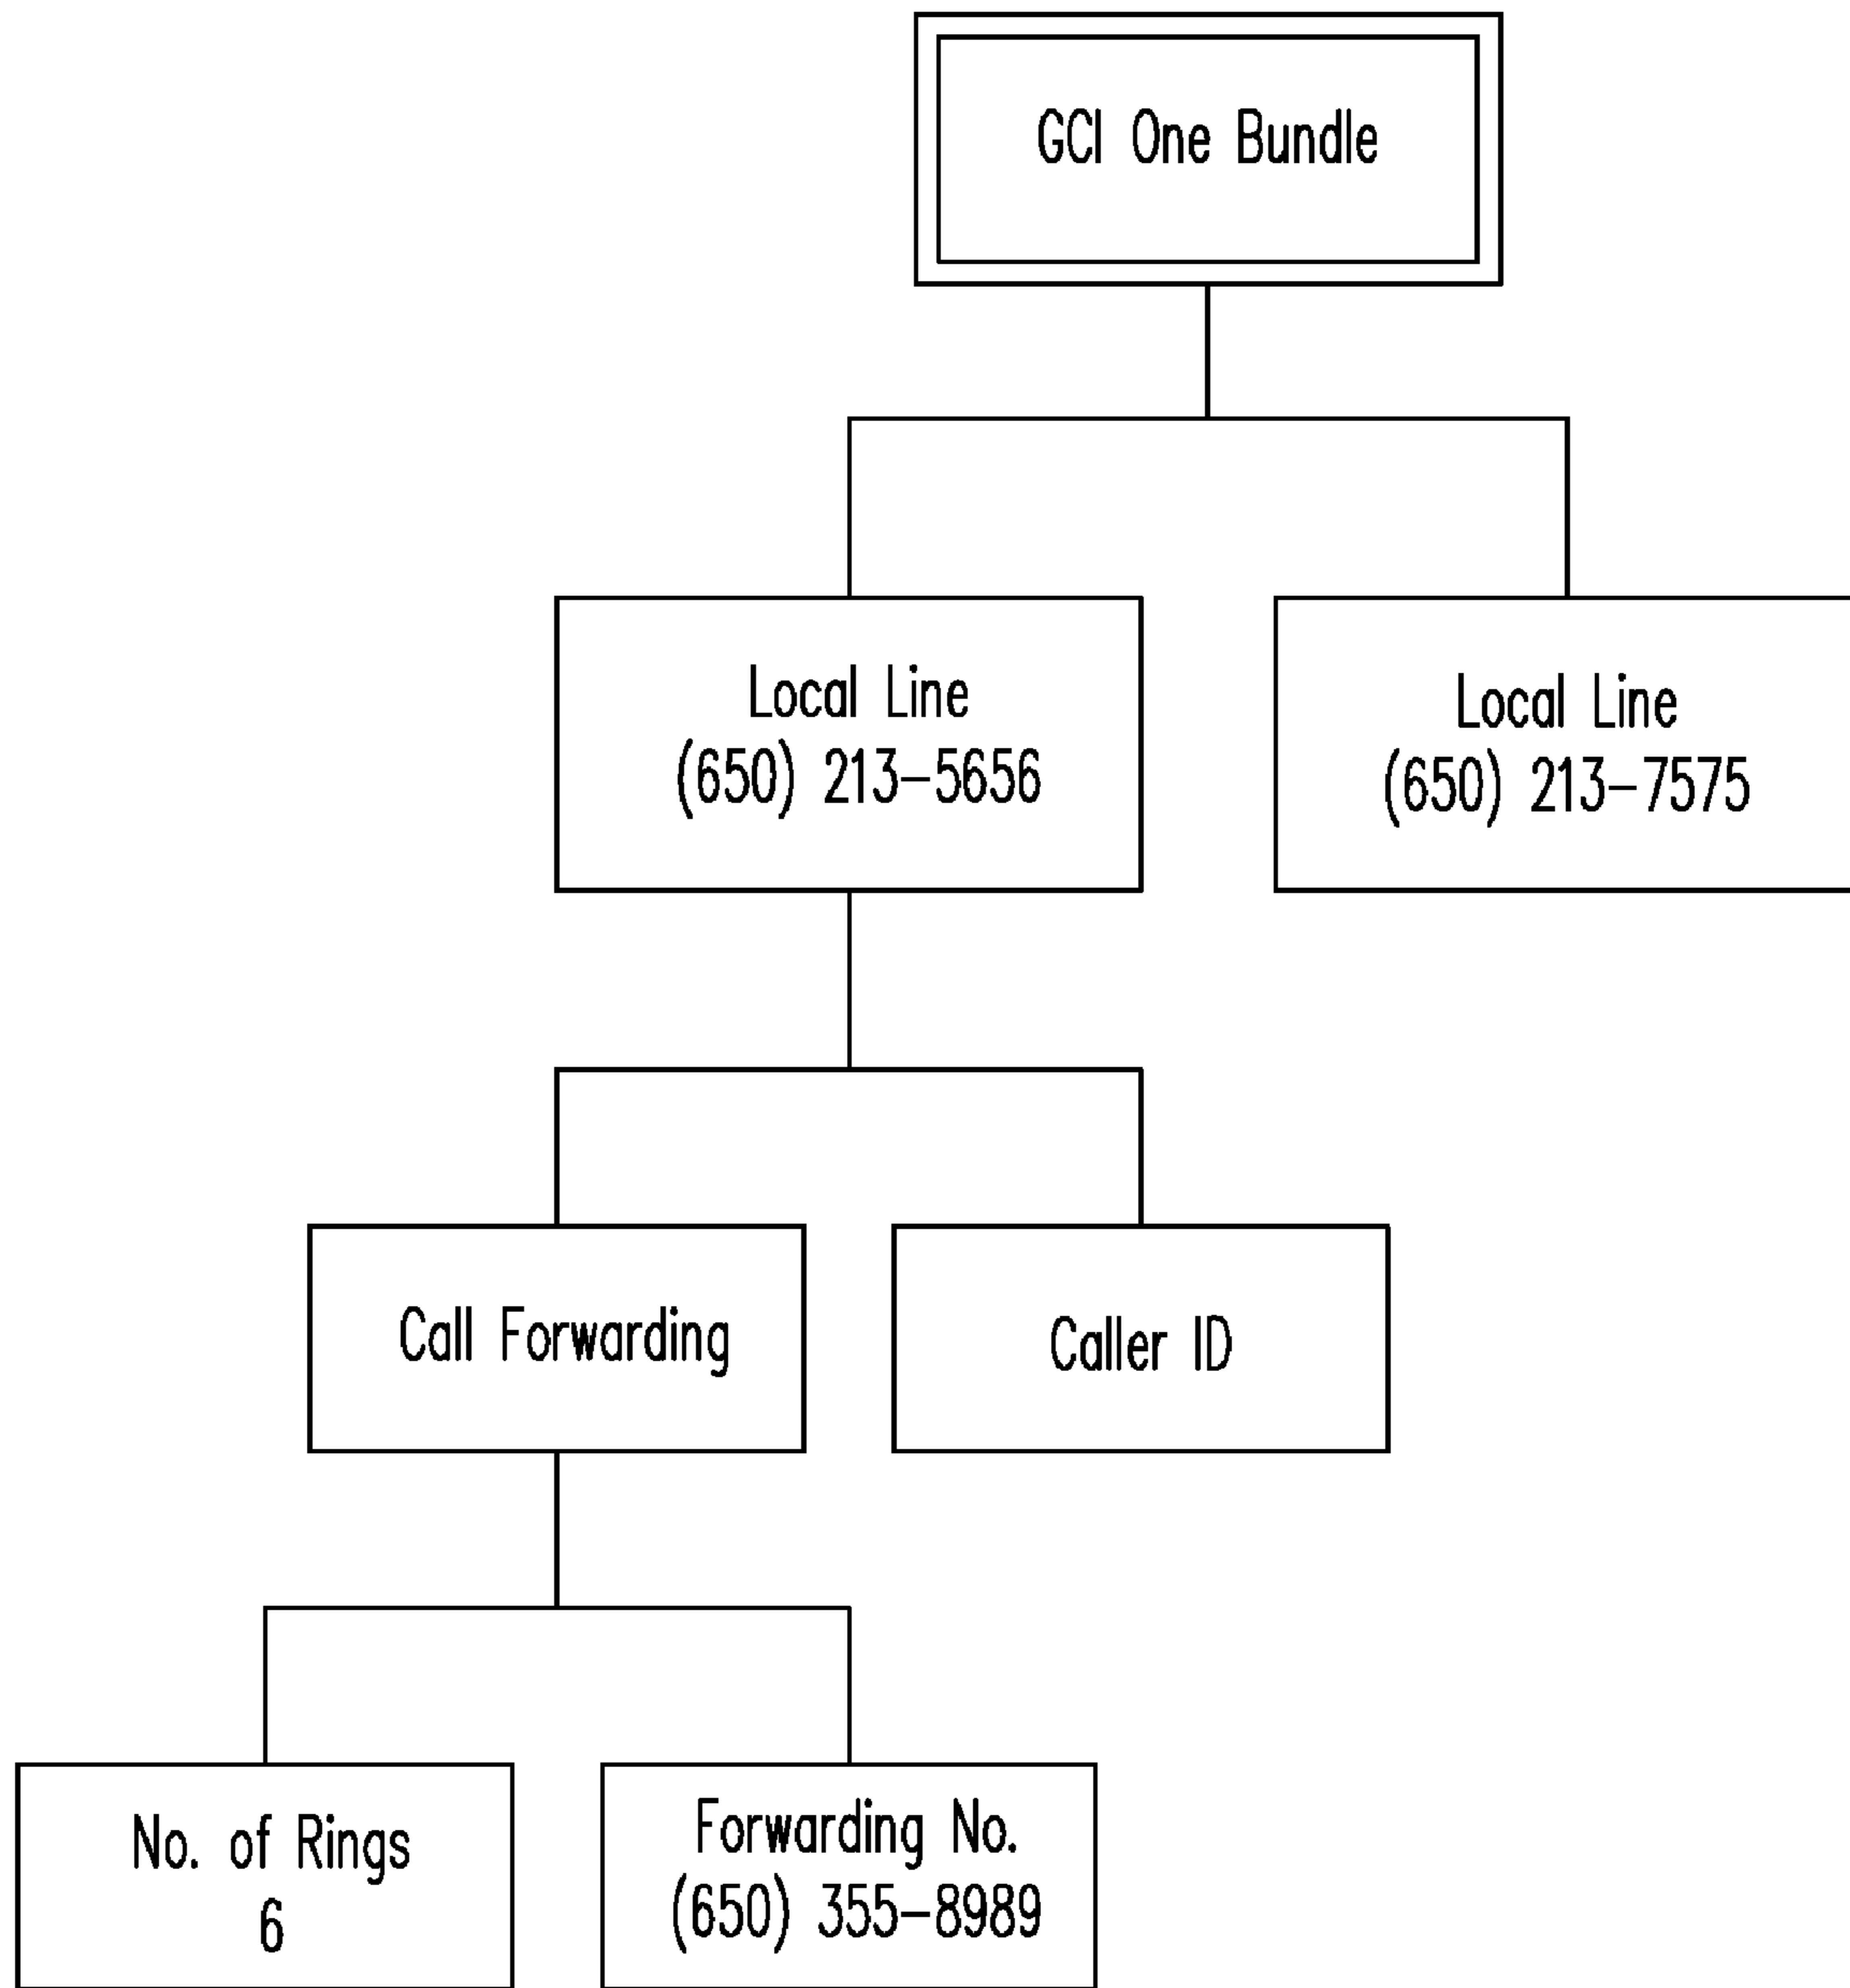 GCI One Bundle
Local Line
(650) 213-5656
Local Line
(650) 213-7575
Call Forwarding
Caller ID
No. of Rings
6
Forwarding No.
(650) 355-8989